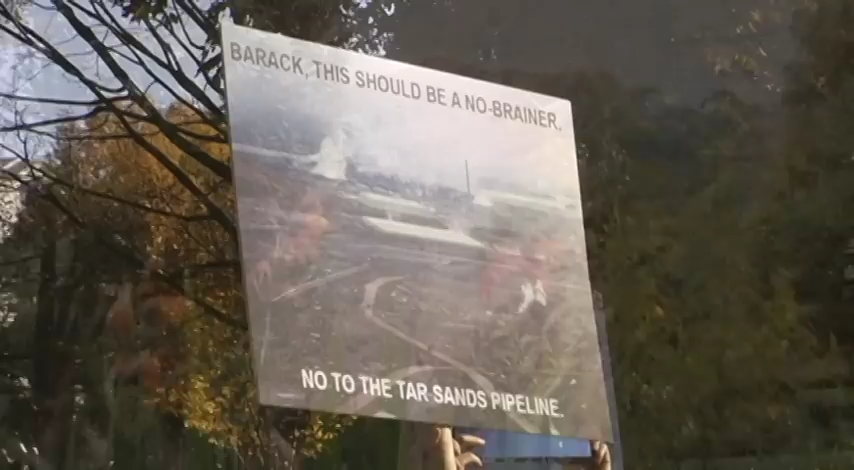 BARACK, THIS SHOULD BE A NO-BRAINER.
NO TO THE TAR SANDS PIPELINE.